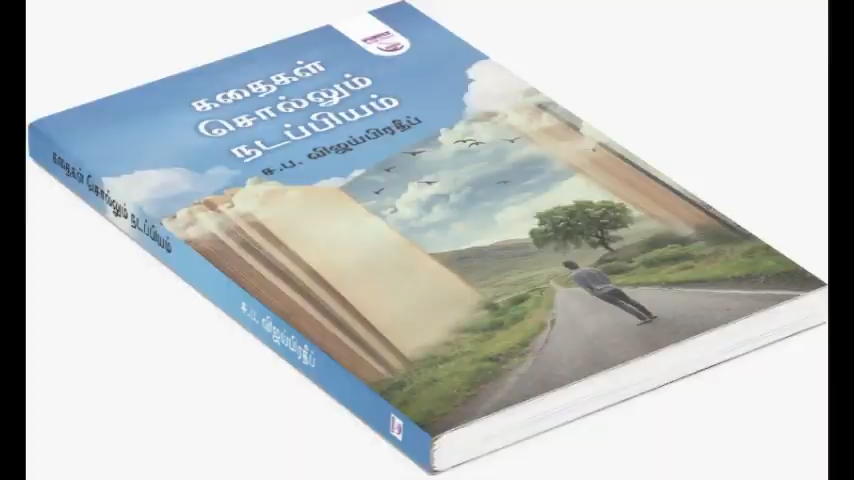 கதைகள்
சொல்லும்
நடப்பியம்
ச.ப. விஜய்பிரதீப்
கதைகள் சொல்லும் நடப்பியம்
ச.ப. விஜய்பிரதீப்